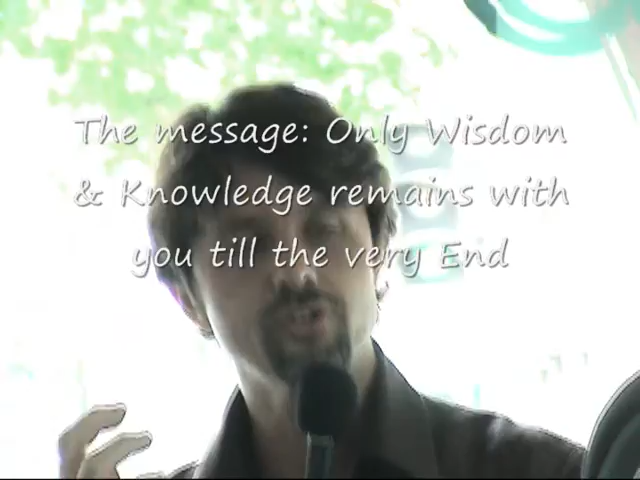 The message: Only Wisdom
& Knowledge remains with
you till the very End